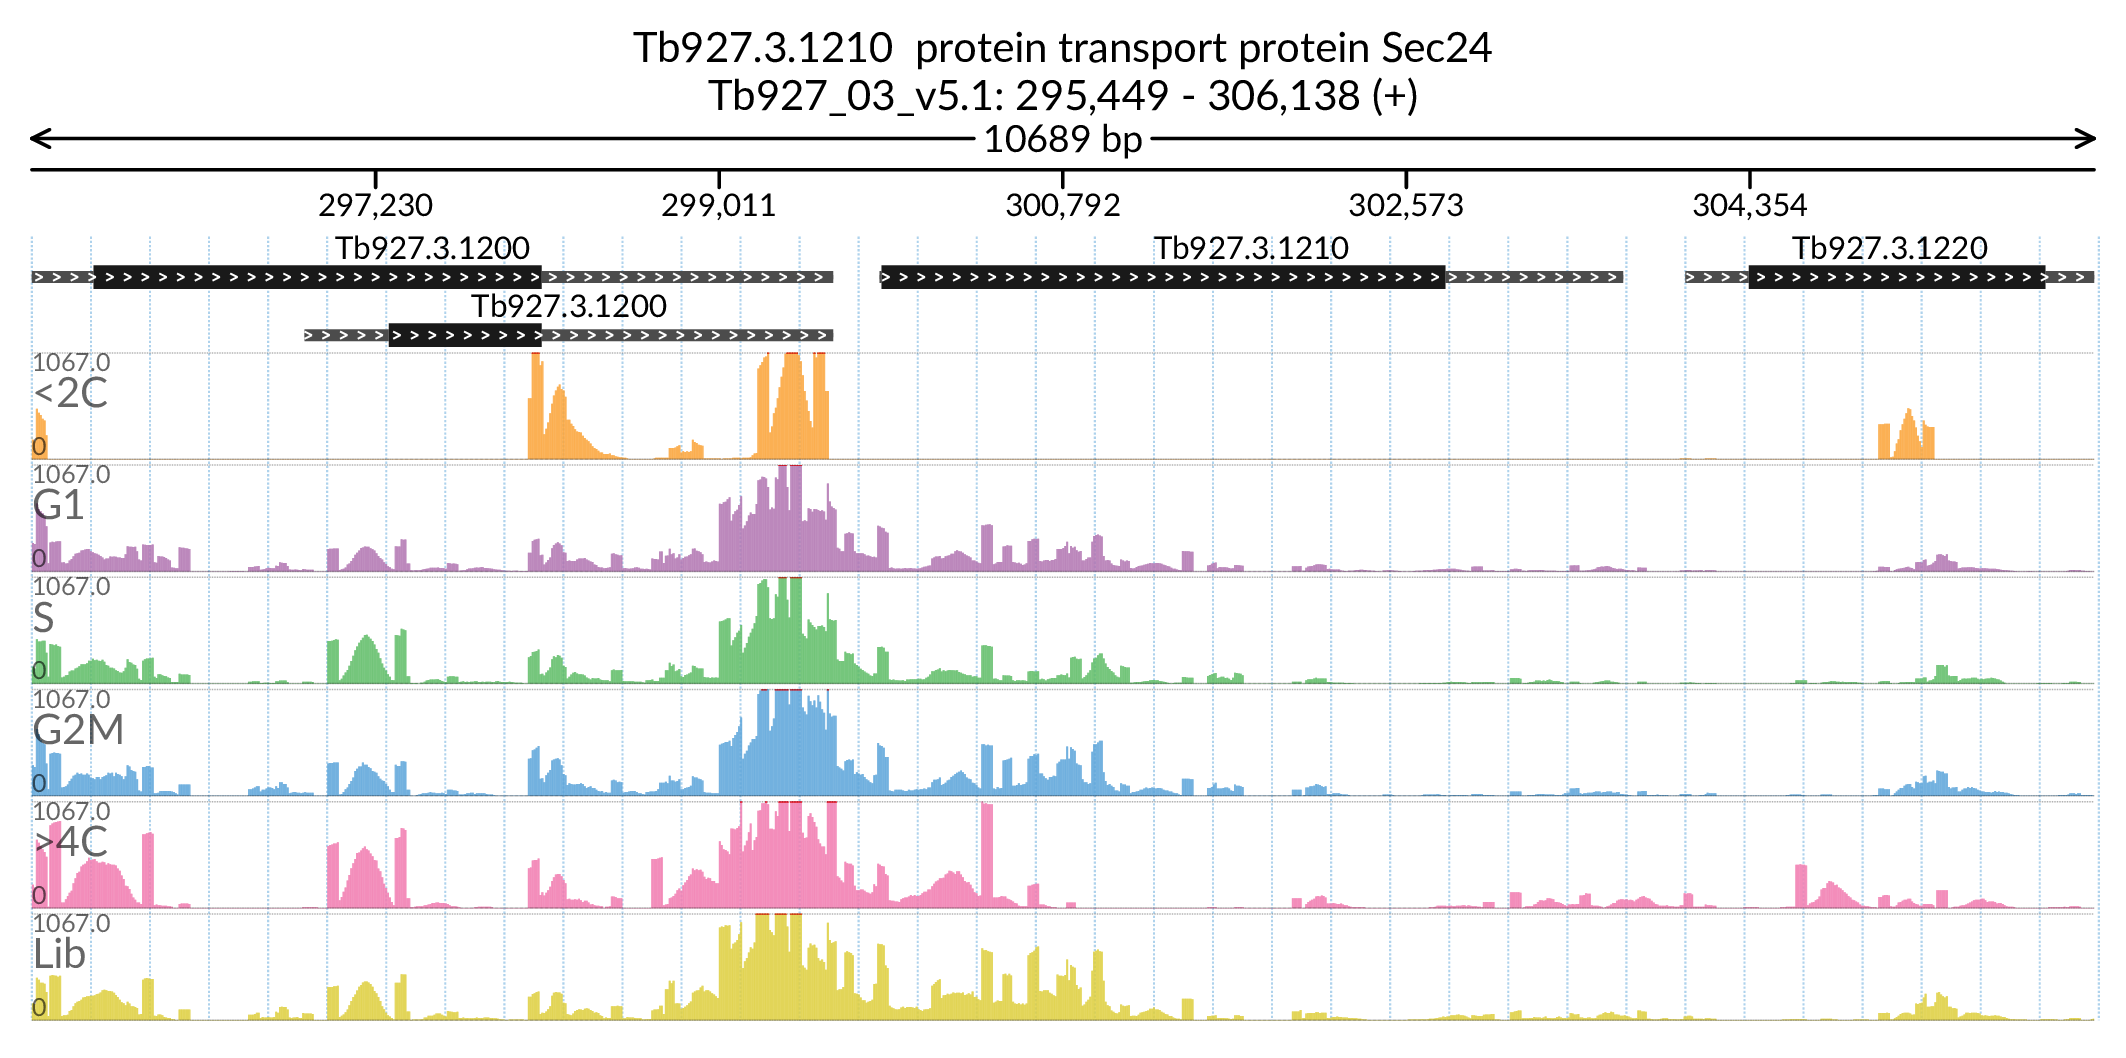 Tb927.3.1210  protein transport protein Sec24
Tb927_03_v5.1: 295,449 - 306,138 (+)
10689 bp
297,230 299,011 300,792 302,573 304,354
Tb927.3.1200 Tb927.3.1210 Tb927.3.1220
Tb927.3.1200
1067.0
<2C
0
1067.0
G1
0
1067.0
S
0
1067.0
G2M
0
1067.0
>4C
0
1067.0
Lib
0